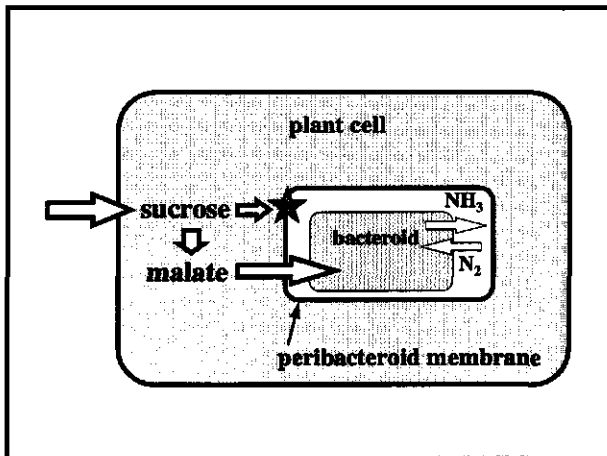 plant cell
NH₃
sucrose
bacteroid
N₂
malate
peribacteroid membrane